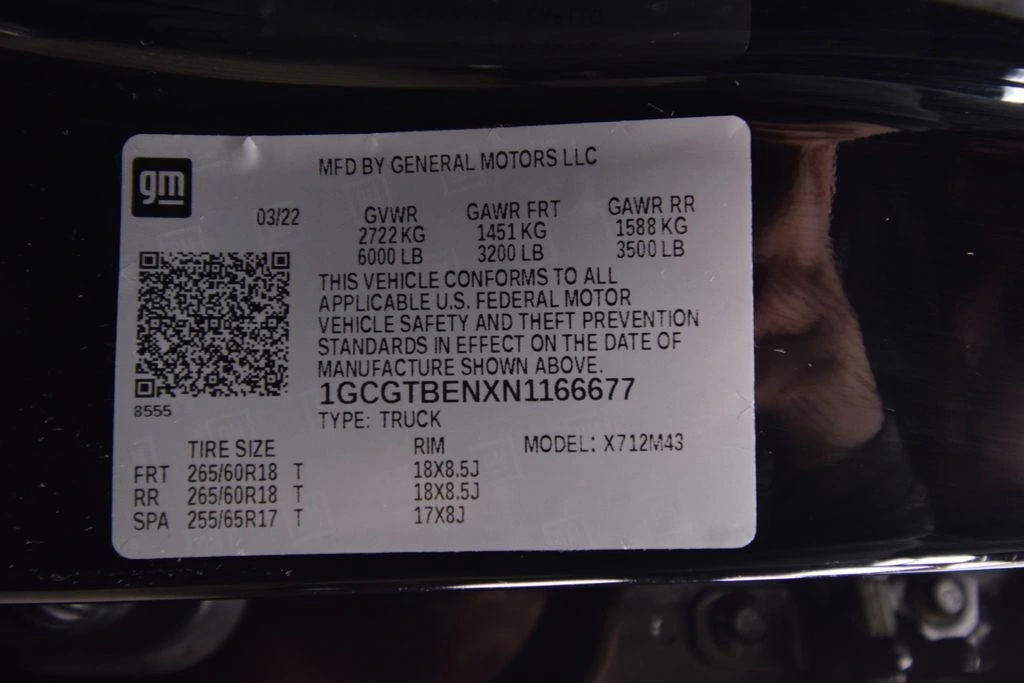 MFD BY GENERAL MOTORS LLC
gm
03/22
GVWR GAWR FRT GAWR RR
2722 KG 1451 KG 1588 KG
6000 LB 3200 LB 3500 LB
THIS VEHICLE CONFORMS TO ALL
APPLICABLE U.S. FEDERAL MOTOR
VEHICLE SAFETY AND THEFT PREVENTION
STANDARDS IN EFFECT ON THE DATE OF
MANUFACTURE SHOWN ABOVE.
1GCGTBENXN1166677
8555
TYPE: TRUCK
TIRE SIZE RIM MODEL: X712M43
FRT 265/60R18 T 18X8.5J
RR 265/60R18 T 18X8.5J
SPA 255/65R17 T 17X8J